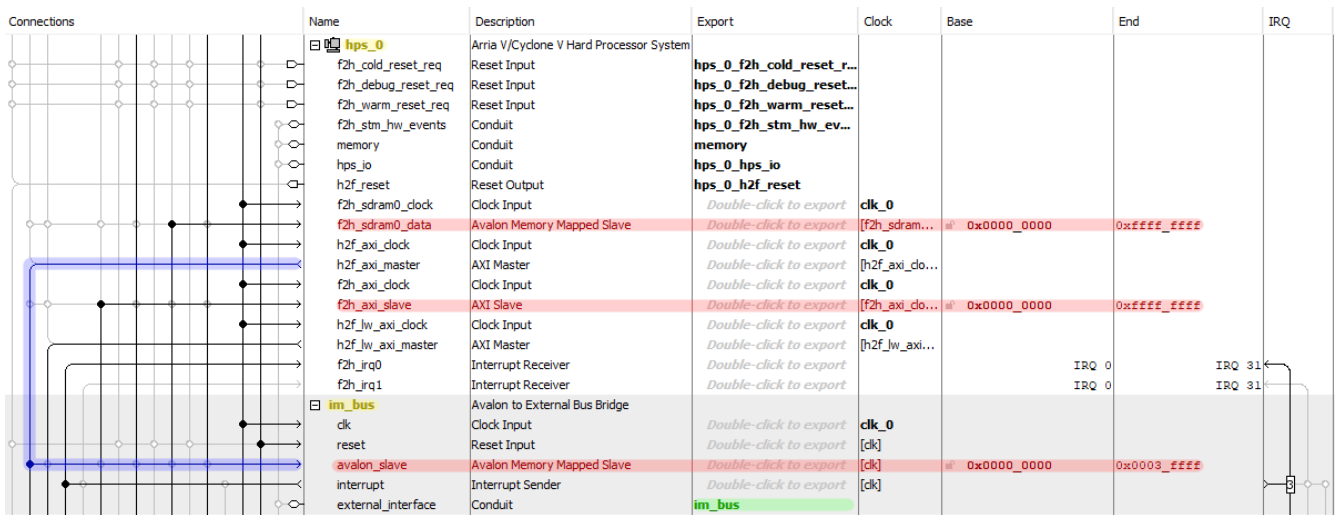 Connections Name Description Export Clock Base End IRQ
hps_0 Arria V/Cyclone V Hard Processor System
f2h_cold_reset_req Reset Input hps_0_f2h_cold_reset_r...
f2h_debug_reset_req Reset Input hps_0_f2h_debug_reset...
f2h_warm_reset_req Reset Input hps_0_f2h_warm_reset...
f2h_stm_hw_events Conduit hps_0_f2h_stm_hw_ev...
memory Conduit memory
hps_io Conduit hps_0_hps_io
h2f_reset Reset Output hps_0_h2f_reset
f2h_sdram0_clock Clock Input Double-click to export clk_0
f2h_sdram0_data Avalon Memory Mapped Slave Double-click to export [f2h_sdram... 0x0000_0000 0xffff_ffff
h2f_axi_clock Clock Input Double-click to export clk_0
h2f_axi_master AXI Master Double-click to export [h2f_axi_clo...
f2h_axi_clock Clock Input Double-click to export clk_0
f2h_axi_slave AXI Slave Double-click to export [f2h_axi_clo... 0x0000_0000 0xffff_ffff
h2f_lw_axi_clock Clock Input Double-click to export clk_0
h2f_lw_axi_master AXI Master Double-click to export [h2f_lw_axi...
f2h_irq0 Interrupt Receiver Double-click to export IRQ 0 IRQ 31
f2h_irq1 Interrupt Receiver Double-click to export IRQ 0 IRQ 31
im_bus Avalon to External Bus Bridge
clk Clock Input Double-click to export clk_0
reset Reset Input Double-click to export [clk]
avalon_slave Avalon Memory Mapped Slave Double-click to export [clk] 0x0000_0000 0x0003_ffff
interrupt Interrupt Sender Double-click to export [clk] 3
external_interface Conduit im_bus